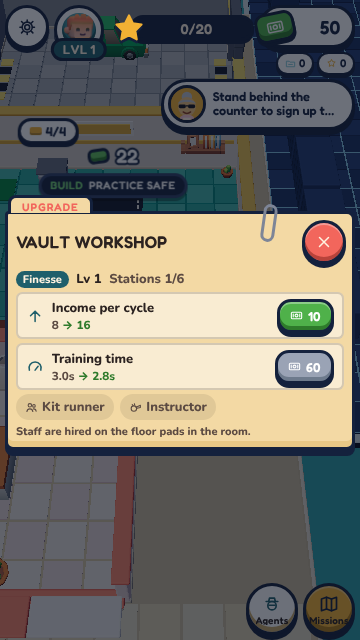 0/20
50
LVL 1
0
0
Stand behind the
counter to sign up t...
4/4
22
BUILD PRACTICE SAFE
UPGRADE
VAULT WORKSHOP
Finesse Lv 1 Stations 1/6
Income per cycle
8 → 16
10
Training time
3.0s → 2.8s
60
Kit runner
Instructor
Staff are hired on the floor pads in the room.
Agents
Missions